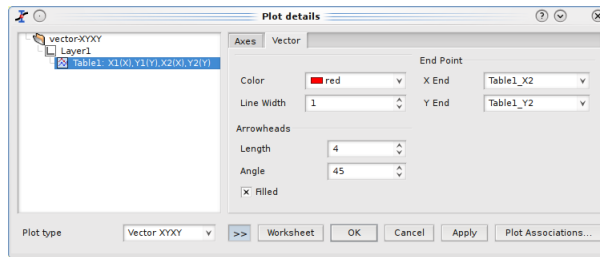 Plot details
vector-XYXY
Layer1
Table1: X1(X),Y1(Y),X2(X),Y2(Y)
Axes Vector
End Point
Color red X End Table1_X2
Line Width 1 Y End Table1_Y2
Arrowheads
Length 4
Angle 45
Filled
Plot type Vector XYXY >> Worksheet OK Cancel Apply Plot Associations...